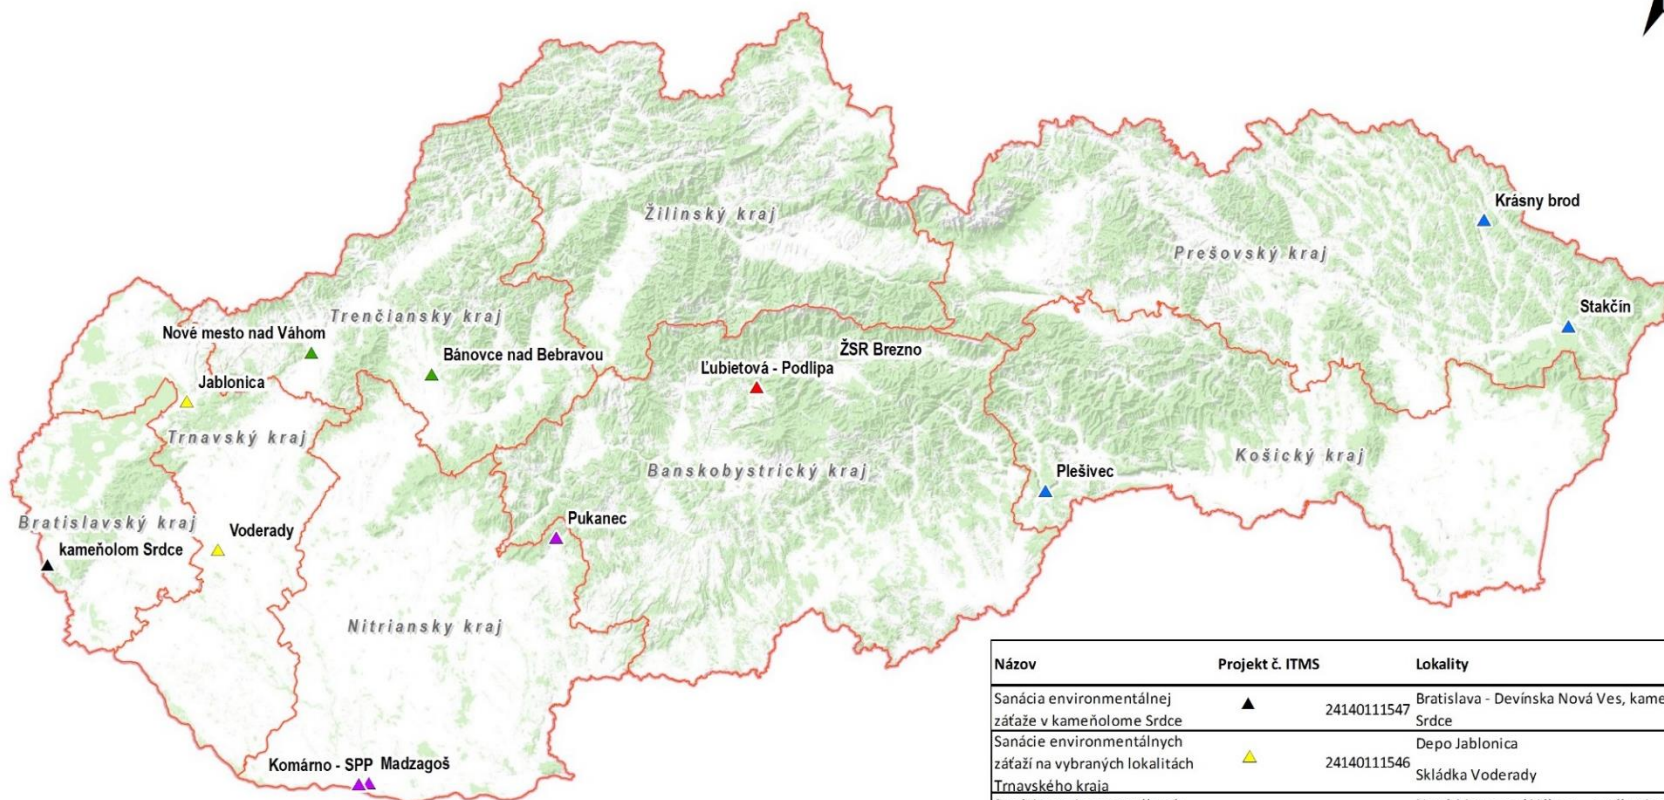 Žilinský kraj
Krásny brod
Prešovský kraj
Stakčín
Trenčiansky kraj
Nové mesto nad Váhom
ŽSR Brezno
Bánovce nad Bebravou
Ľubietová - Podlipa
Jablonica
Trnavský kraj
Košický kraj
Banskobystrický kraj
Plešivec
Bratislavský kraj
Pukanec
Voderady
kameňolom Srdce
Nitriansky kraj
Komárno - SPP
Madzagoš
Názov Projekt č. ITMS Lokality
Sanácia environmentálnej
záťaže v kameňolome Srdce
24140111547
Bratislava - Devínska Nová Ves, kame
Srdce
Sanácie environmentálnych
záťaží na vybraných lokalitách
Trnavského kraja
24140111546
Depo Jablonica
Skládka Voderady